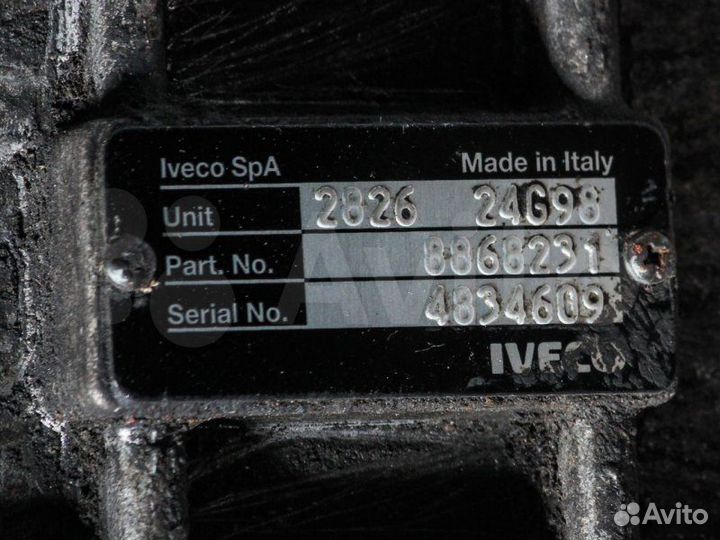 Iveco SpA Made in Italy
Unit 2826 24G98
Part. No. 8868231
Serial No. 4834609
IVECO
Avito